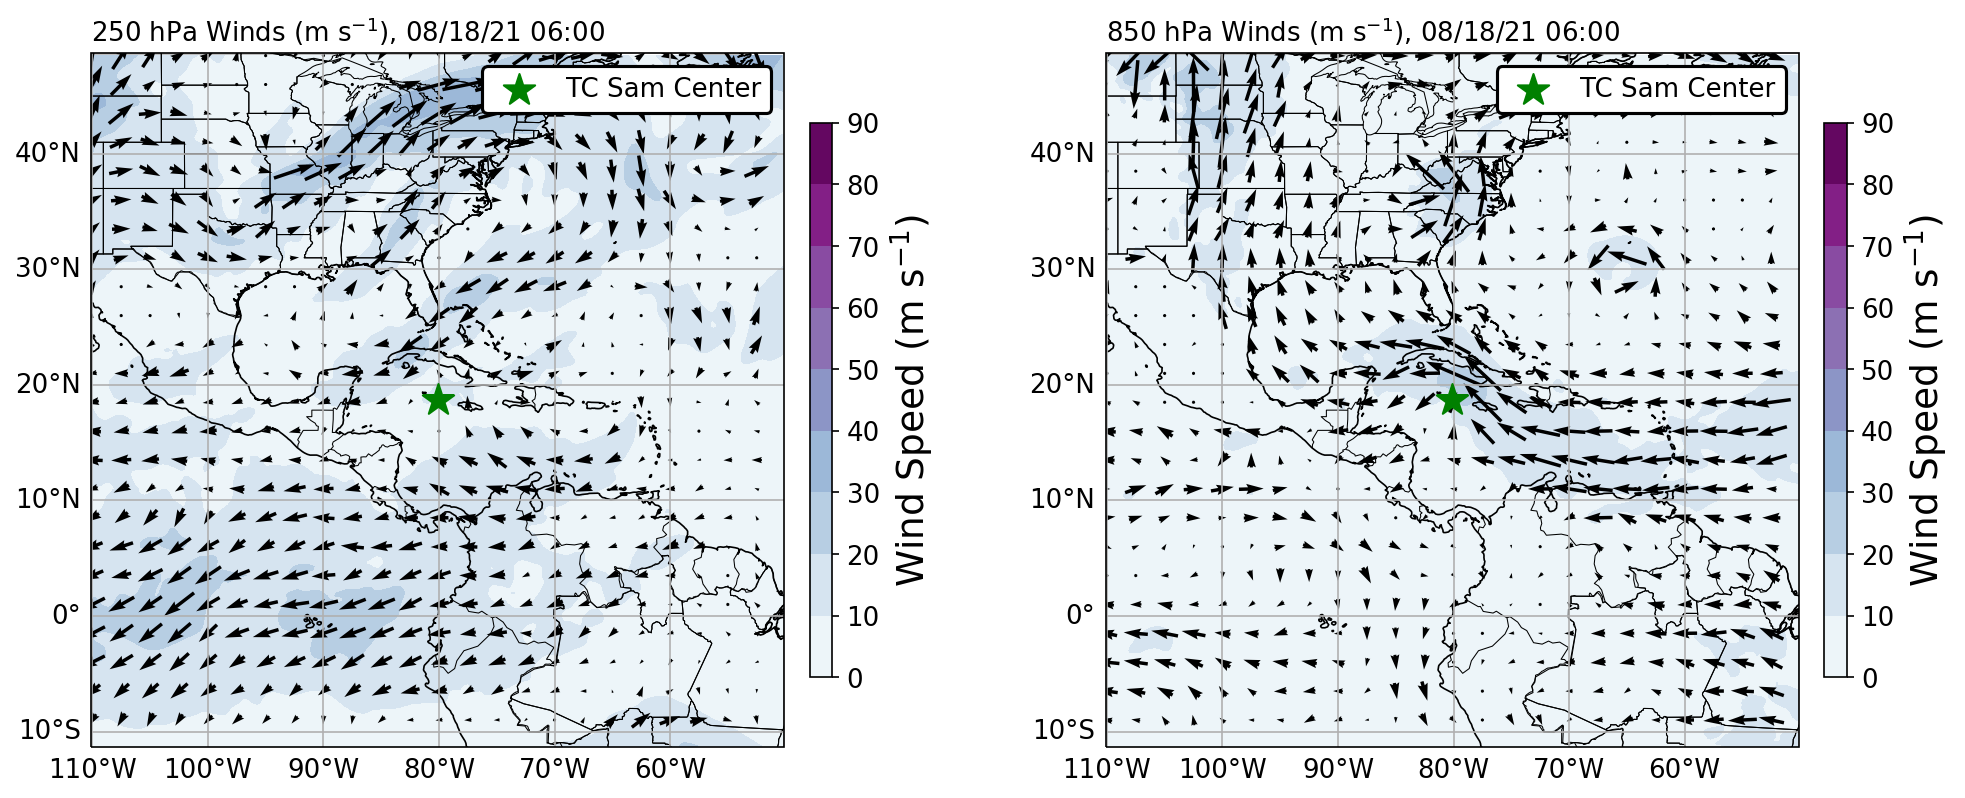 250 hPa Winds (m s⁻¹), 08/18/21 06:00
TC Sam Center
40°N
30°N
20°N
10°N
0°
10°S
110°W 100°W 90°W 80°W 70°W 60°W
90
80
70
60
50
40
30
20
10
0
Wind Speed (m s⁻¹)
850 hPa Winds (m s⁻¹), 08/18/21 06:00
TC Sam Center
40°N
30°N
20°N
10°N
0°
10°S
110°W 100°W 90°W 80°W 70°W 60°W
90
80
70
60
50
40
30
20
10
0
Wind Speed (m s⁻¹)